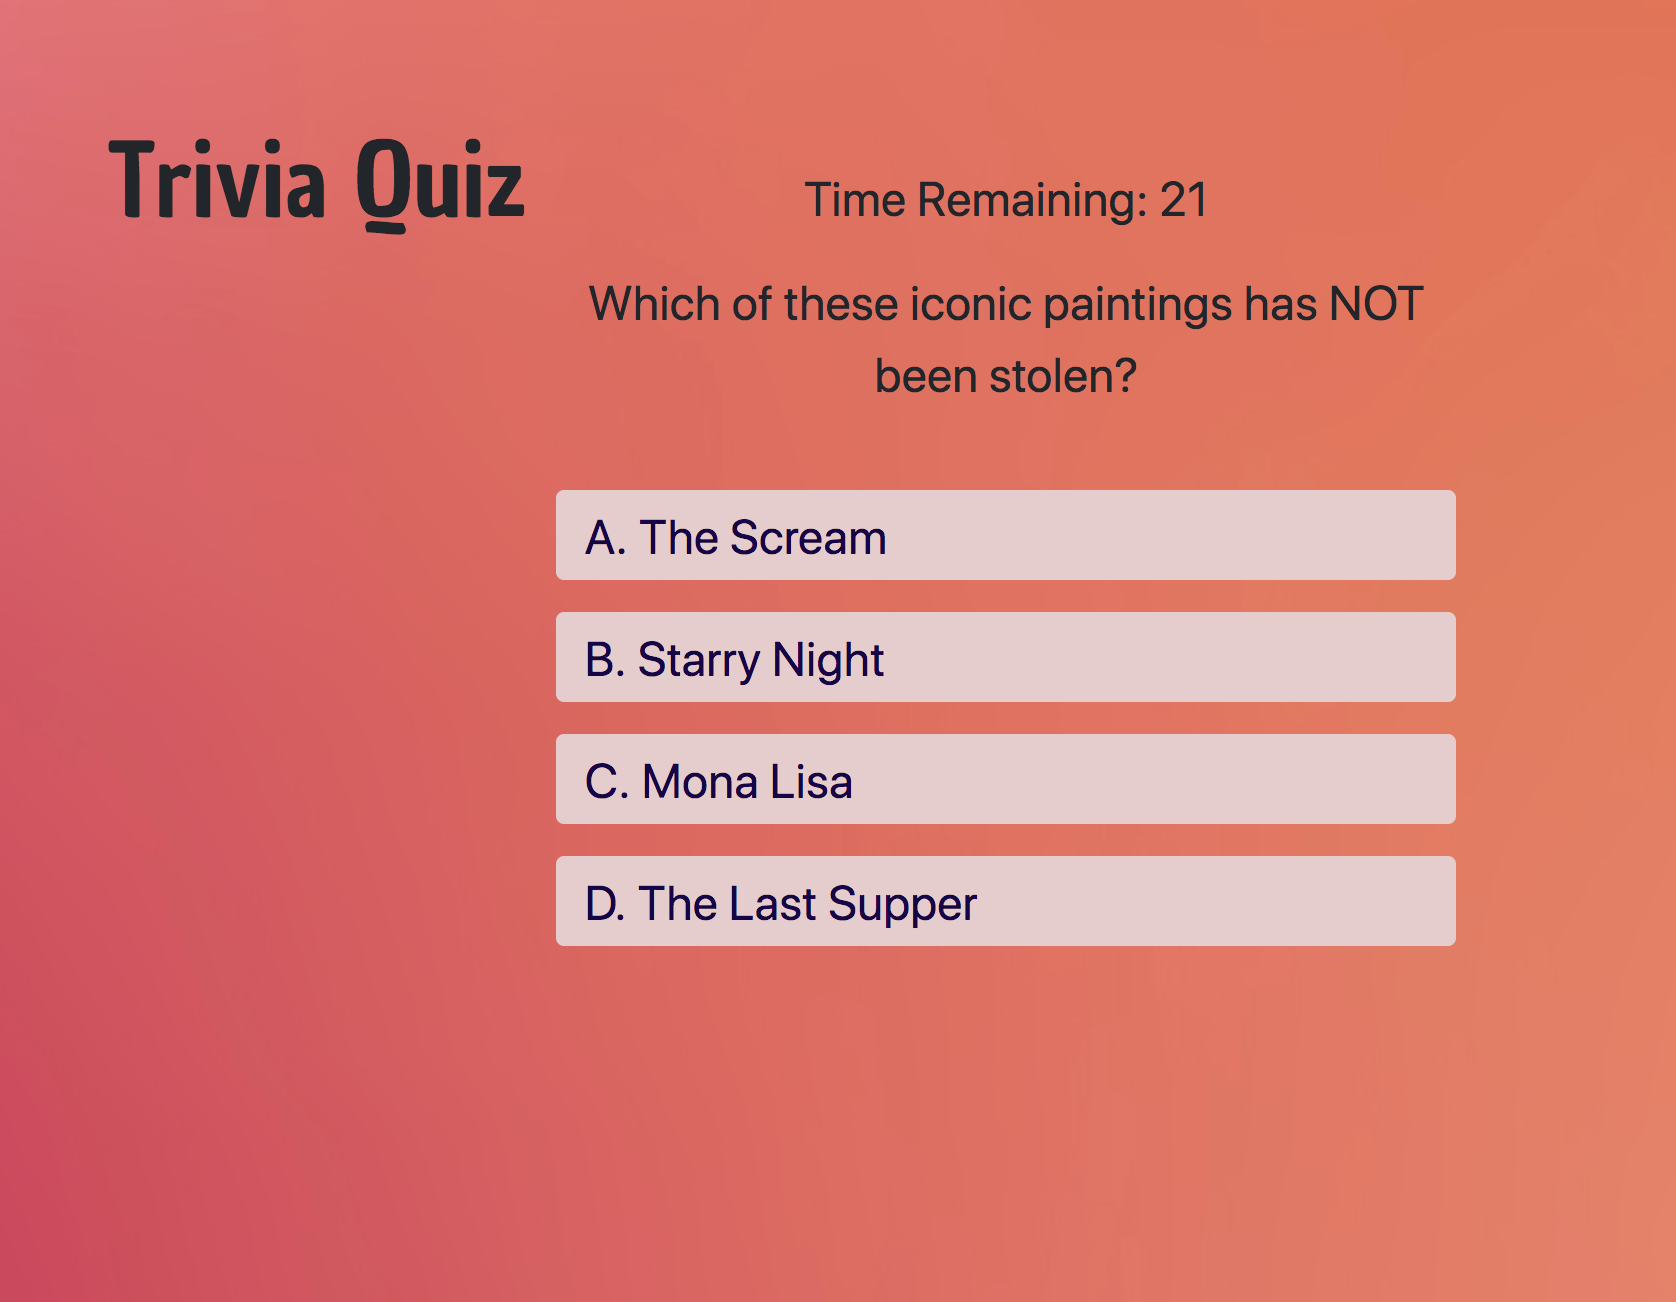 Trivia Quiz
Time Remaining: 21
Which of these iconic paintings has NOT
been stolen?
A. The Scream
B. Starry Night
C. Mona Lisa
D. The Last Supper